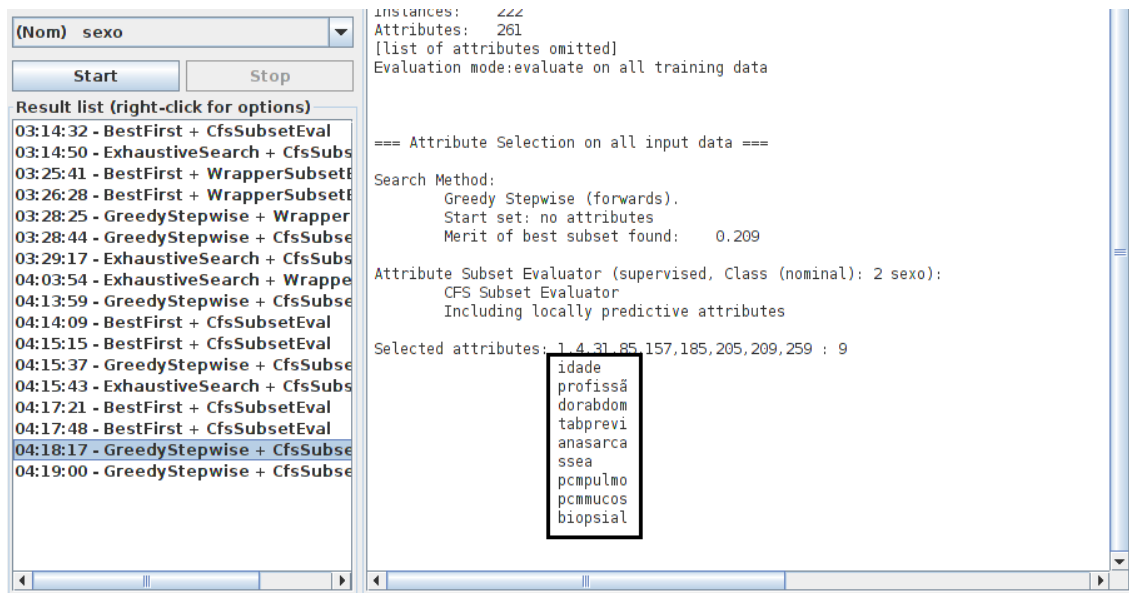 (Nom) sexo
Start
Stop
Result list (right-click for options)
03:14:32 - BestFirst + CfsSubsetEval
03:14:50 - ExhaustiveSearch + CfsSubs
03:25:41 - BestFirst + WrapperSubsetE
03:26:28 - BestFirst + WrapperSubsetE
03:28:25 - GreedyStepwise + Wrapper
03:28:44 - GreedyStepwise + CfsSubse
03:29:17 - ExhaustiveSearch + CfsSubs
04:03:54 - ExhaustiveSearch + Wrappe
04:13:59 - GreedyStepwise + CfsSubse
04:14:09 - BestFirst + CfsSubsetEval
04:15:15 - BestFirst + CfsSubsetEval
04:15:37 - GreedyStepwise + CfsSubse
04:15:43 - ExhaustiveSearch + CfsSubs
04:17:21 - BestFirst + CfsSubsetEval
04:17:48 - BestFirst + CfsSubsetEval
04:18:17 - GreedyStepwise + CfsSubse
04:19:00 - GreedyStepwise + CfsSubse
Instances: 222
Attributes: 261
[list of attributes omitted]
Evaluation mode:evaluate on all training data
=== Attribute Selection on all input data ===
Search Method:
Greedy Stepwise (forwards).
Start set: no attributes
Merit of best subset found: 0.209
Attribute Subset Evaluator (supervised, Class (nominal): 2 sexo):
CFS Subset Evaluator
Including locally predictive attributes
Selected attributes: 1,4,31,85,157,185,205,209,259 : 9
idade
profissã
dorabdom
tabprevi
anasarca
ssea
pcmpulmo
pcmmucos
biopsial